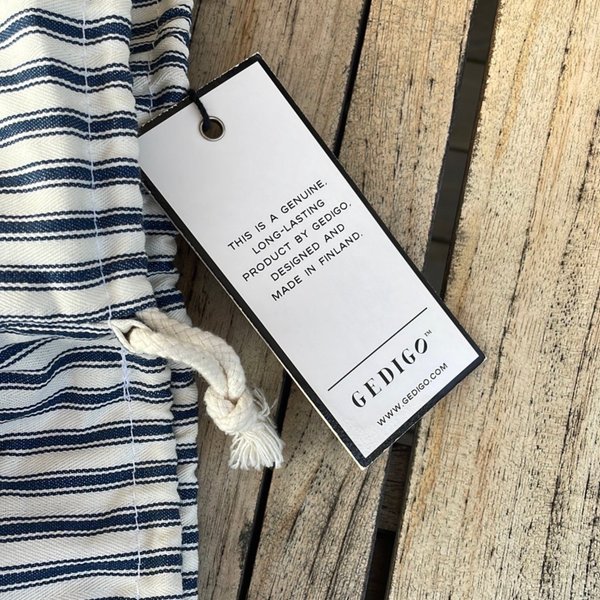 THIS IS A GENUINE,
LONG-LASTING
PRODUCT BY GEDIGO.
DESIGNED AND
MADE IN FINLAND.
GEDIGO™
WWW.GEDIGO.COM